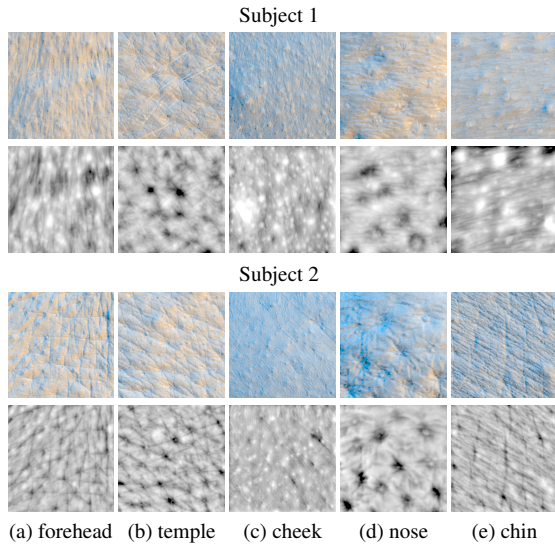 Subject 1
Subject 2
(a) forehead (b) temple (c) cheek (d) nose (e) chin